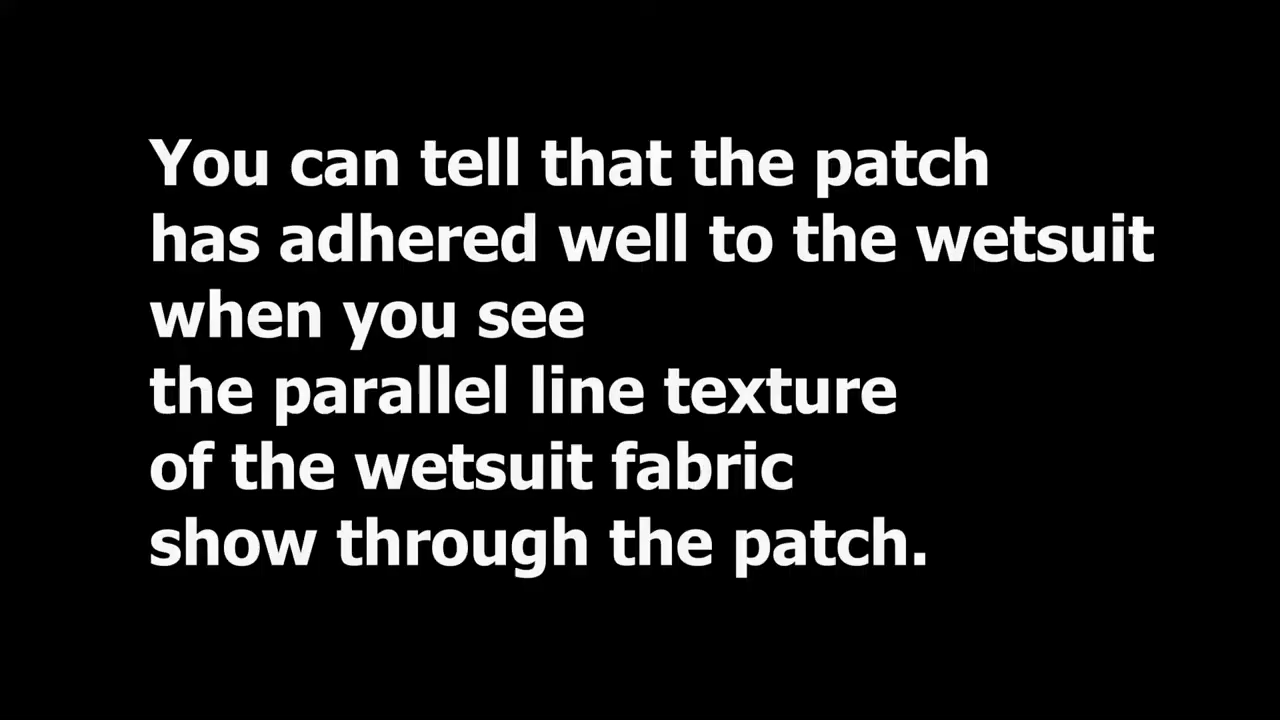 You can tell that the patch
has adhered well to the wetsuit
when you see
the parallel line texture
of the wetsuit fabric
show through the patch.